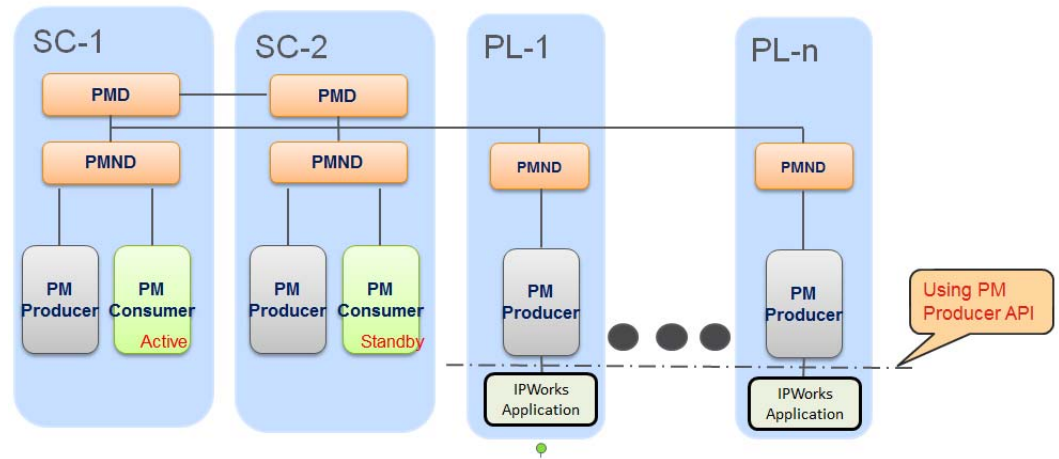 SC-1
SC-2
PL-1
PL-n
PMD
PMD
PMND
PMND
PMND
PMND
PM
Producer
PM
Consumer
Active
PM
Producer
PM
Consumer
Standby
PM
Producer
PM
Producer
Using PM
Producer API
IPWorks
Application
IPWorks
Application